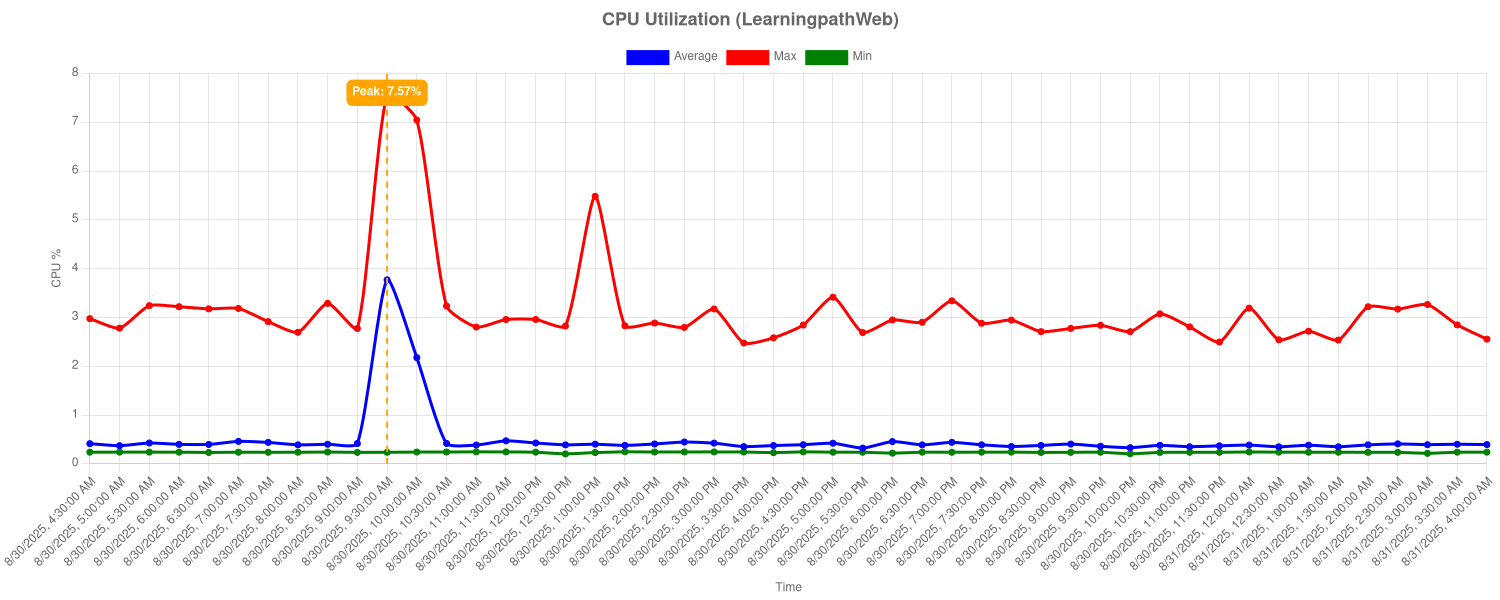 CPU Utilization (LearningpathWeb)
Average Max Min
Peak: 7.57%
8
7
6
5
4
3
2
1
0
CPU %
8/30/2025, 4:30:00 AM
8/30/2025, 5:00:00 AM
8/30/2025, 5:30:00 AM
8/30/2025, 6:00:00 AM
8/30/2025, 6:30:00 AM
8/30/2025, 7:00:00 AM
8/30/2025, 7:30:00 AM
8/30/2025, 8:00:00 AM
8/30/2025, 8:30:00 AM
8/30/2025, 9:00:00 AM
8/30/2025, 9:30:00 AM
8/30/2025, 10:00:00 AM
8/30/2025, 10:30:00 AM
8/30/2025, 11:00:00 AM
8/30/2025, 11:30:00 AM
8/30/2025, 12:00:00 PM
8/30/2025, 12:30:00 PM
8/30/2025, 1:00:00 PM
8/30/2025, 1:30:00 PM
8/30/2025, 2:00:00 PM
8/30/2025, 2:30:00 PM
8/30/2025, 3:00:00 PM
8/30/2025, 3:30:00 PM
8/30/2025, 4:00:00 PM
8/30/2025, 4:30:00 PM
8/30/2025, 5:00:00 PM
8/30/2025, 5:30:00 PM
8/30/2025, 6:00:00 PM
8/30/2025, 6:30:00 PM
8/30/2025, 7:00:00 PM
8/30/2025, 7:30:00 PM
8/30/2025, 8:00:00 PM
8/30/2025, 8:30:00 PM
8/30/2025, 9:00:00 PM
8/30/2025, 9:30:00 PM
8/30/2025, 10:00:00 PM
8/30/2025, 10:30:00 PM
8/30/2025, 11:00:00 PM
8/30/2025, 11:30:00 PM
8/31/2025, 12:00:00 AM
8/31/2025, 12:30:00 AM
8/31/2025, 1:00:00 AM
8/31/2025, 1:30:00 AM
8/31/2025, 2:00:00 AM
8/31/2025, 2:30:00 AM
8/31/2025, 3:00:00 AM
8/31/2025, 3:30:00 AM
8/31/2025, 4:00:00 AM
Time